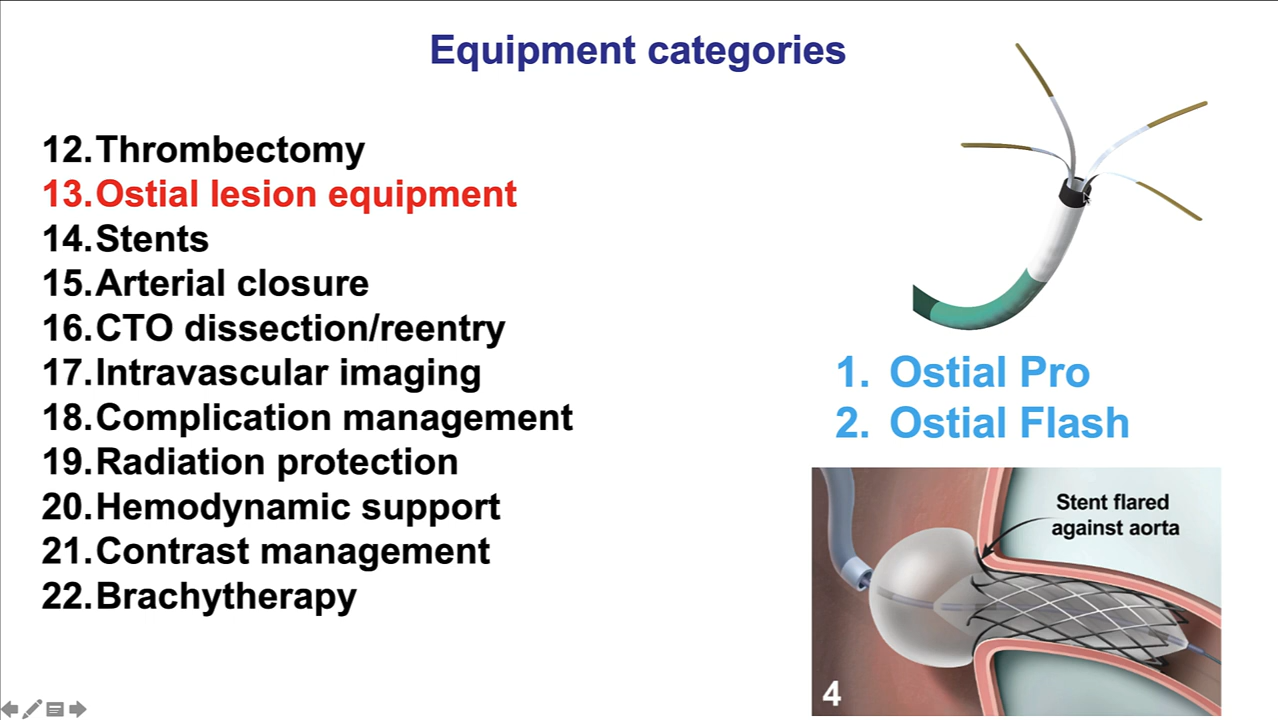 Equipment categories
12. Thrombectomy
13. Ostial lesion equipment
14. Stents
15. Arterial closure
16. CTO dissection/reentry
17. Intravascular imaging
18. Complication management
19. Radiation protection
20. Hemodynamic support
21. Contrast management
22. Brachytherapy
1. Ostial Pro
2. Ostial Flash
Stent flared
against aorta
4